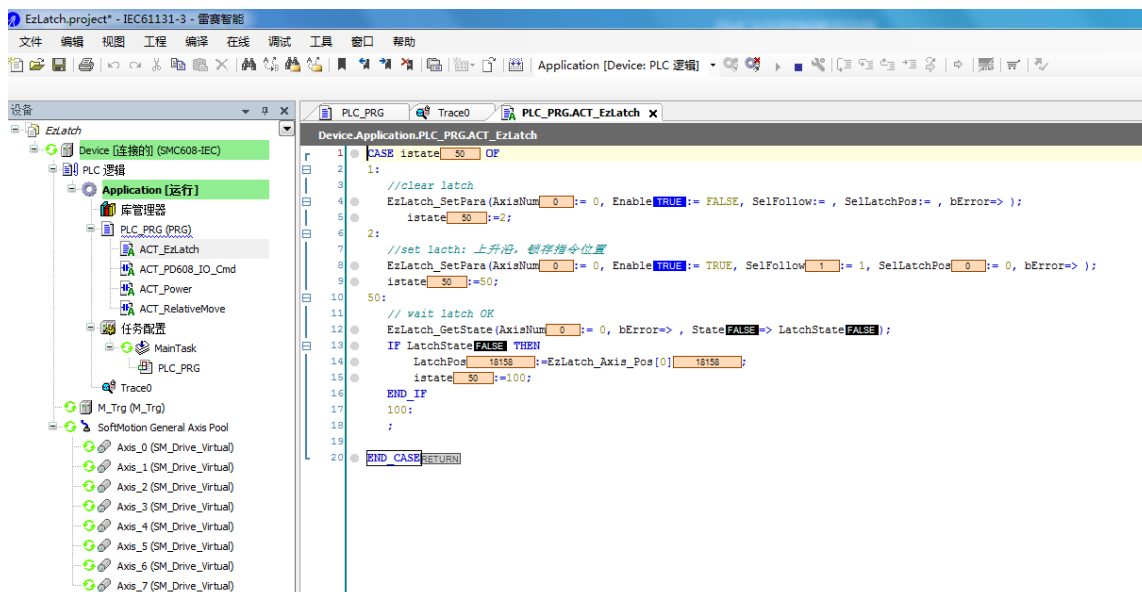 EzLatch.project* - IEC61131-3 - 雷赛智能
文件 编辑 视图 工程 编译 在线 调试 工具 窗口 帮助
Application [Device: PLC 逻辑]
设备
EzLatch
Device [连接的] (SMC608-IEC)
PLC 逻辑
Application [运行]
库管理器
PLC_PRG (PRG)
ACT_EzLatch
ACT_PD608_IO_Cmd
ACT_Power
ACT_RelativeMove
任务配置
MainTask
PLC_PRG
Trace0
M_Trg (M_Trg)
SoftMotion General Axis Pool
Axis_0 (SM_Drive_Virtual)
Axis_1 (SM_Drive_Virtual)
Axis_2 (SM_Drive_Virtual)
Axis_3 (SM_Drive_Virtual)
Axis_4 (SM_Drive_Virtual)
Axis_5 (SM_Drive_Virtual)
Axis_6 (SM_Drive_Virtual)
Axis_7 (SM_Drive_Virtual)
PLC_PRG Trace0 PLC_PRG.ACT_EzLatch
Device.Application.PLC_PRG.ACT_EzLatch
1 CASE istate 50 OF
2 1:
3 //clear latch
4 EzLatch_SetPara(AxisNum 0 := 0, Enable TRUE := FALSE, SelFollow:= , SelLatchPos:= , bError=> );
5 istate 50 :=2;
6 2:
7 //set lacth: 上升沿，锁存指令位置
8 EzLatch_SetPara(AxisNum 0 := 0, Enable TRUE := TRUE, SelFollow 1 := 1, SelLatchPos 0 := 0, bError=> );
9 istate 50 :=50;
10 50:
11 // wait latch OK
12 EzLatch_GetState(AxisNum 0 := 0, bError=> , State FALSE => LatchState FALSE );
13 IF LatchState FALSE THEN
14 LatchPos 18158 :=EzLatch_Axis_Pos[0] 18158 ;
15 istate 50 :=100;
16 END_IF
17 100:
18 ;
19
20 END_CASE RETURN